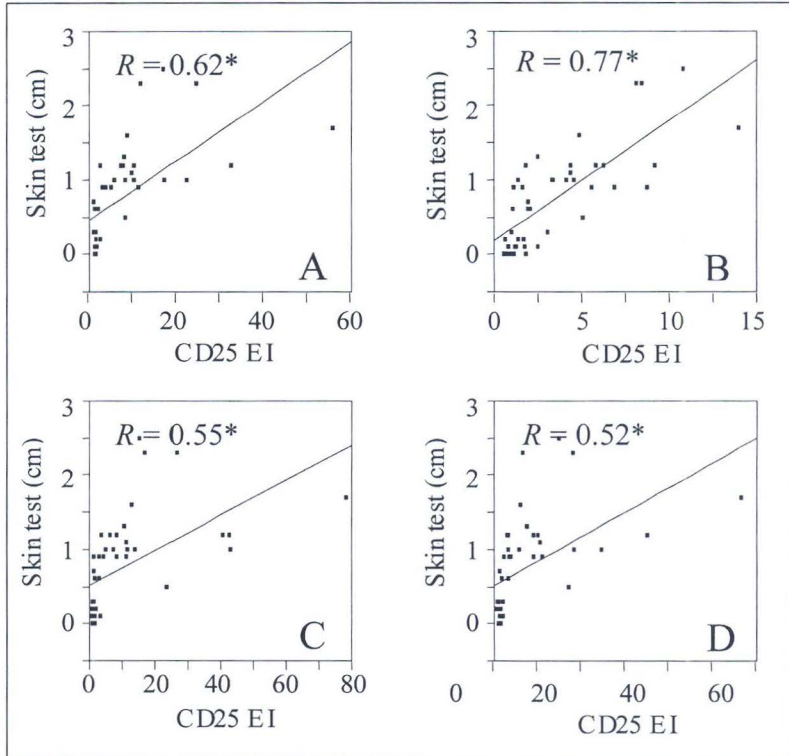 R = 0.62*
Skin test (cm)
3
2
1
0
A
0 20 40 60
CD25 EI
R = 0.77*
Skin test (cm)
3
2
1
0
B
0 5 10 15
CD25 EI
R = 0.55*
Skin test (cm)
3
2
1
0
C
0 20 40 60 80
CD25 EI
R = 0.52*
Skin test (cm)
3
2
1
0
D
0 20 40 60
CD25 EI